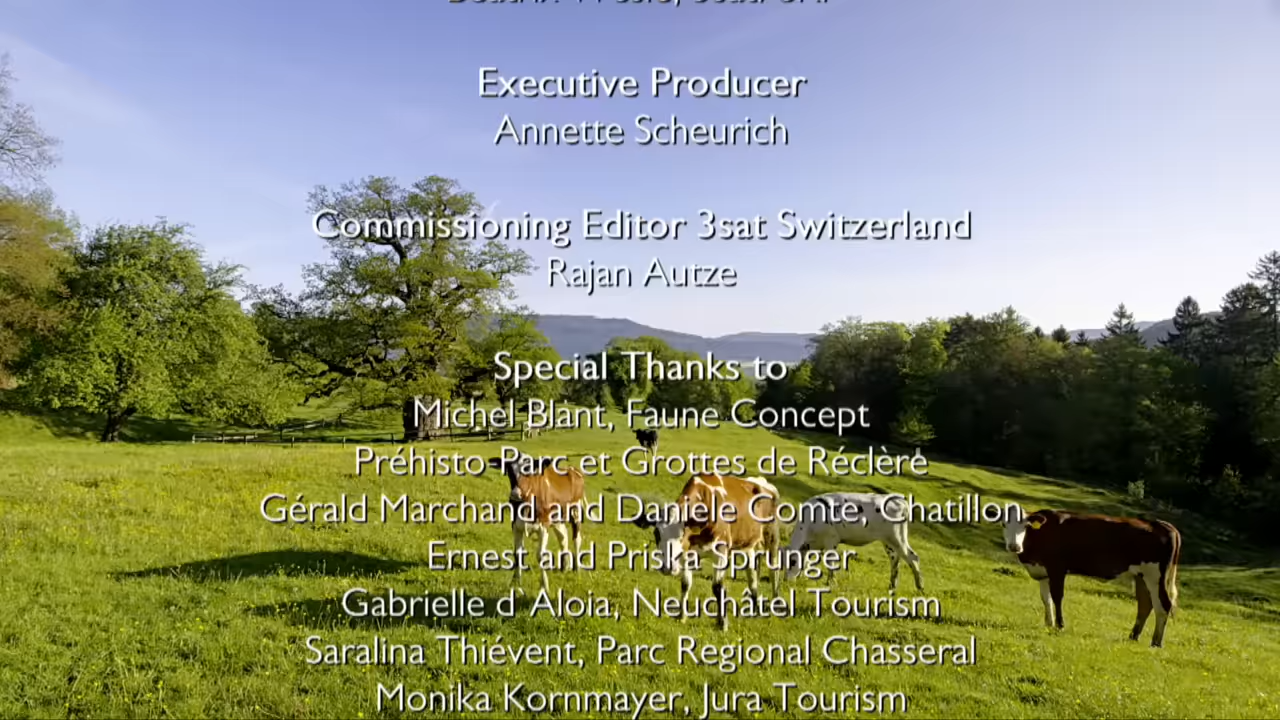 Executive Producer
Annette Scheurich
Commissioning Editor 3sat Switzerland
Rajan Autze
Special Thanks to
Michel Blant, Faune Concept
Préhisto-Parc et Grottes de Réclère
Gérald Marchand and Danièle Comte, Chatillon
Ernest and Priska Sprunger
Gabrielle d`Aloia, Neuchâtel Tourism
Saralina Thiévent, Parc Regional Chasseral
Monika Kornmayer, Jura Tourism